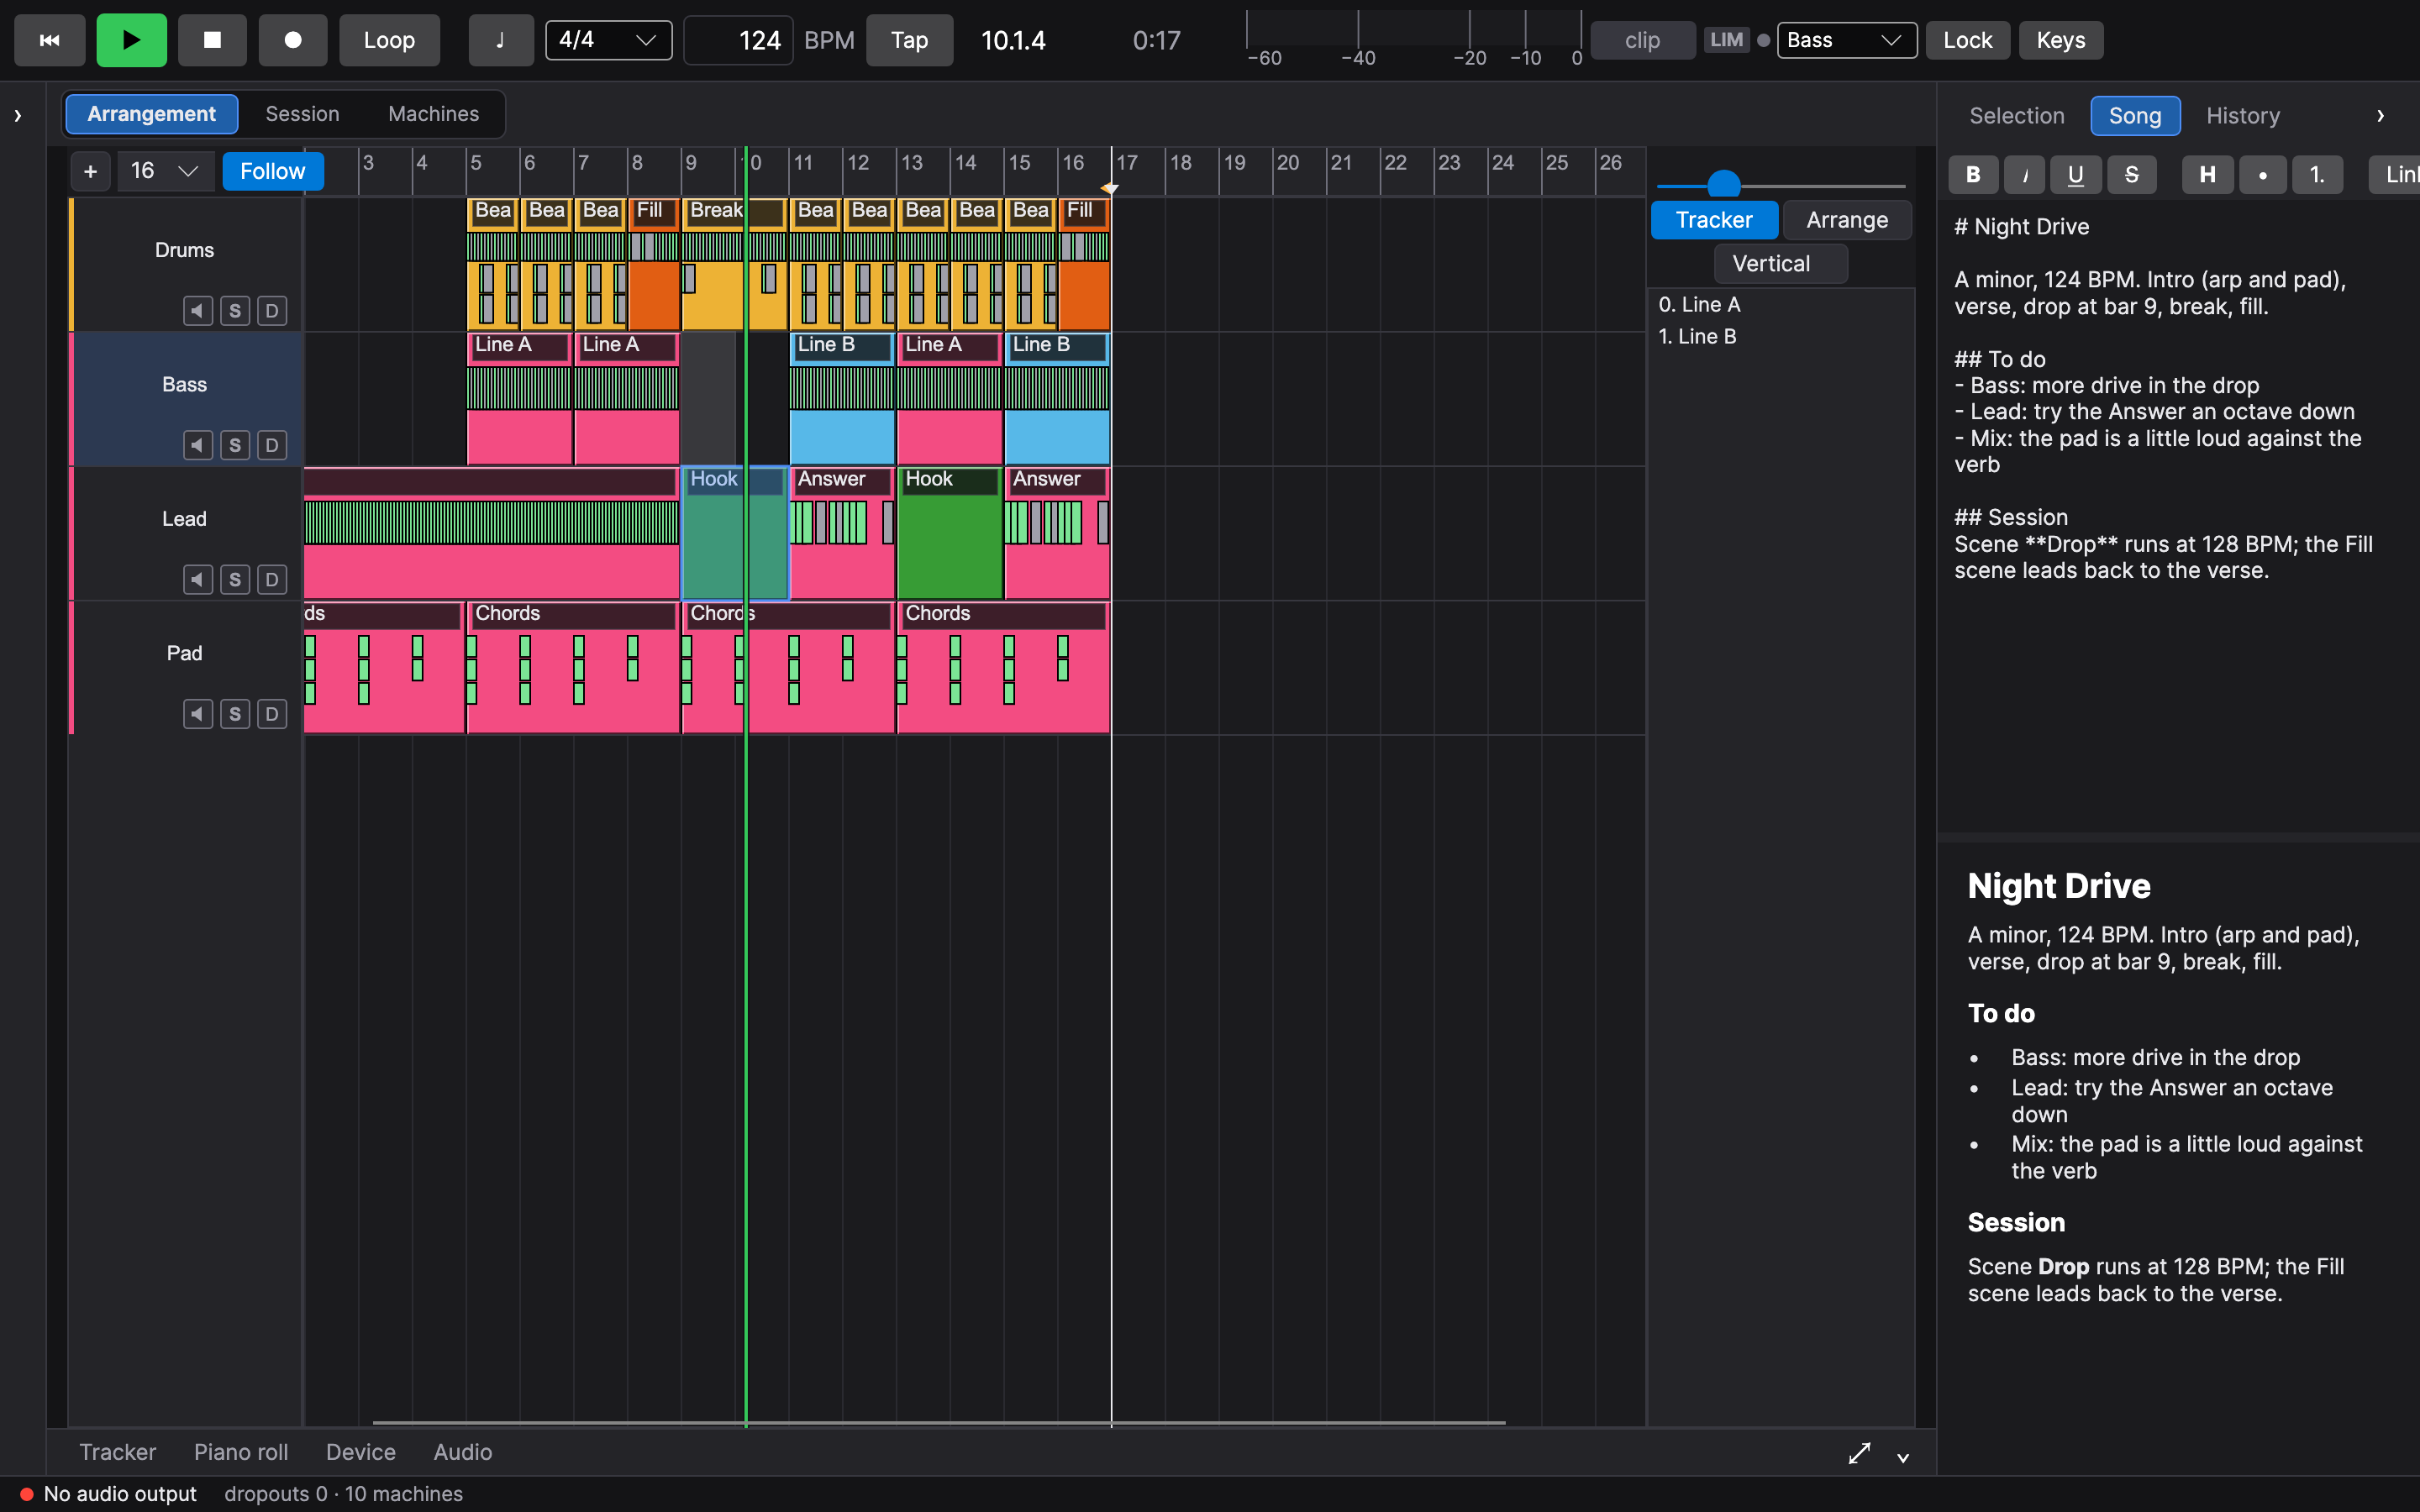 Loop
4/4
124
BPM
Tap
10.1.4
0:17
−60
−40
−20
−10
0
clip
LIM
Bass
Lock
Keys
Arrangement
Session
Machines
Selection
Song
History
16
Follow
3
4
5
6
7
8
9
0
11
12
13
14
15
16
17
18
19
20
21
22
23
24
25
26
B
I
U
S
H
•
1.
Link
Tracker
Arrange
Vertical
0. Line A
1. Line B
Drums
S
D
Bea
Bea
Bea
Fill
Break
Bea
Bea
Bea
Bea
Bea
Fill
Bass
S
D
Line A
Line A
Line B
Line A
Line B
Lead
S
D
Hook
Answer
Hook
Answer
Pad
S
D
ds
Chords
Chords
Chords
# Night Drive
A minor, 124 BPM. Intro (arp and pad),
verse, drop at bar 9, break, fill.
## To do
- Bass: more drive in the drop
- Lead: try the Answer an octave down
- Mix: the pad is a little loud against the
verb
## Session
Scene **Drop** runs at 128 BPM; the Fill
scene leads back to the verse.
Night Drive
A minor, 124 BPM. Intro (arp and pad),
verse, drop at bar 9, break, fill.
To do
• Bass: more drive in the drop
• Lead: try the Answer an octave
down
• Mix: the pad is a little loud against
the verb
Session
Scene Drop runs at 128 BPM; the Fill
scene leads back to the verse.
Tracker
Piano roll
Device
Audio
No audio output
dropouts 0 · 10 machines